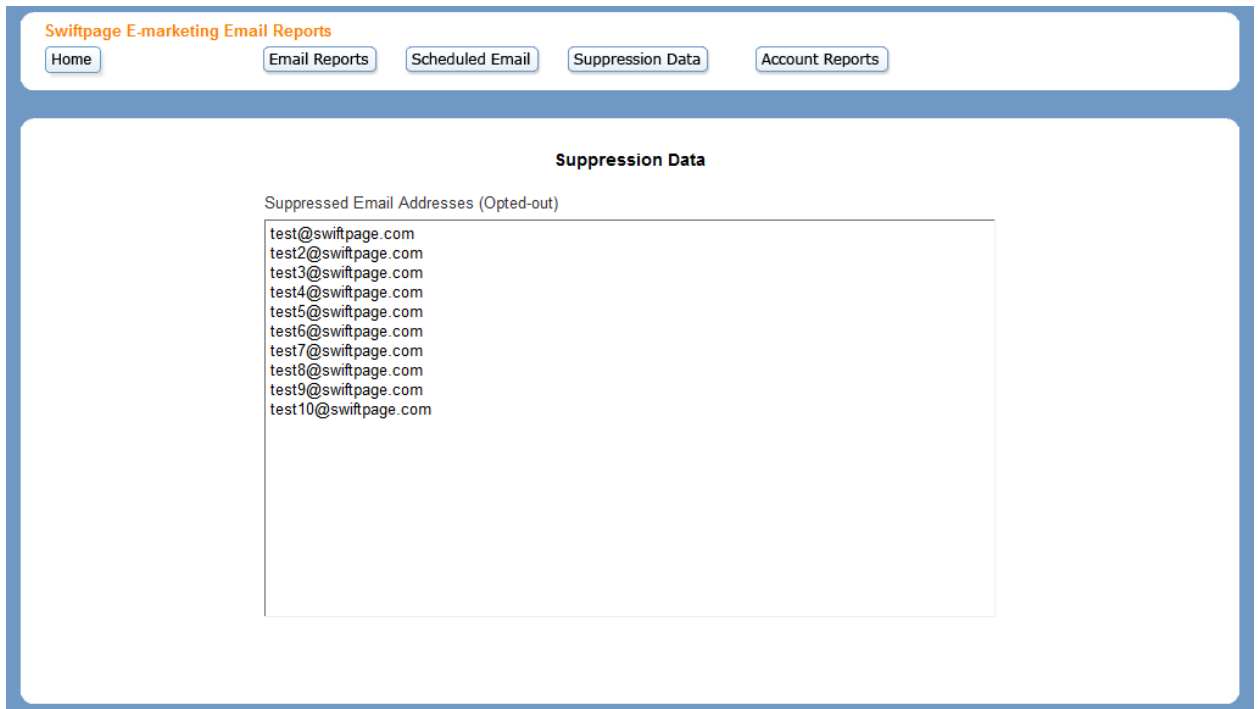 Swiftpage E-marketing Email Reports
Home Email Reports Scheduled Email Suppression Data Account Reports
Suppression Data
Suppressed Email Addresses (Opted-out)
test@swiftpage.com
test2@swiftpage.com
test3@swiftpage.com
test4@swiftpage.com
test5@swiftpage.com
test6@swiftpage.com
test7@swiftpage.com
test8@swiftpage.com
test9@swiftpage.com
test10@swiftpage.com